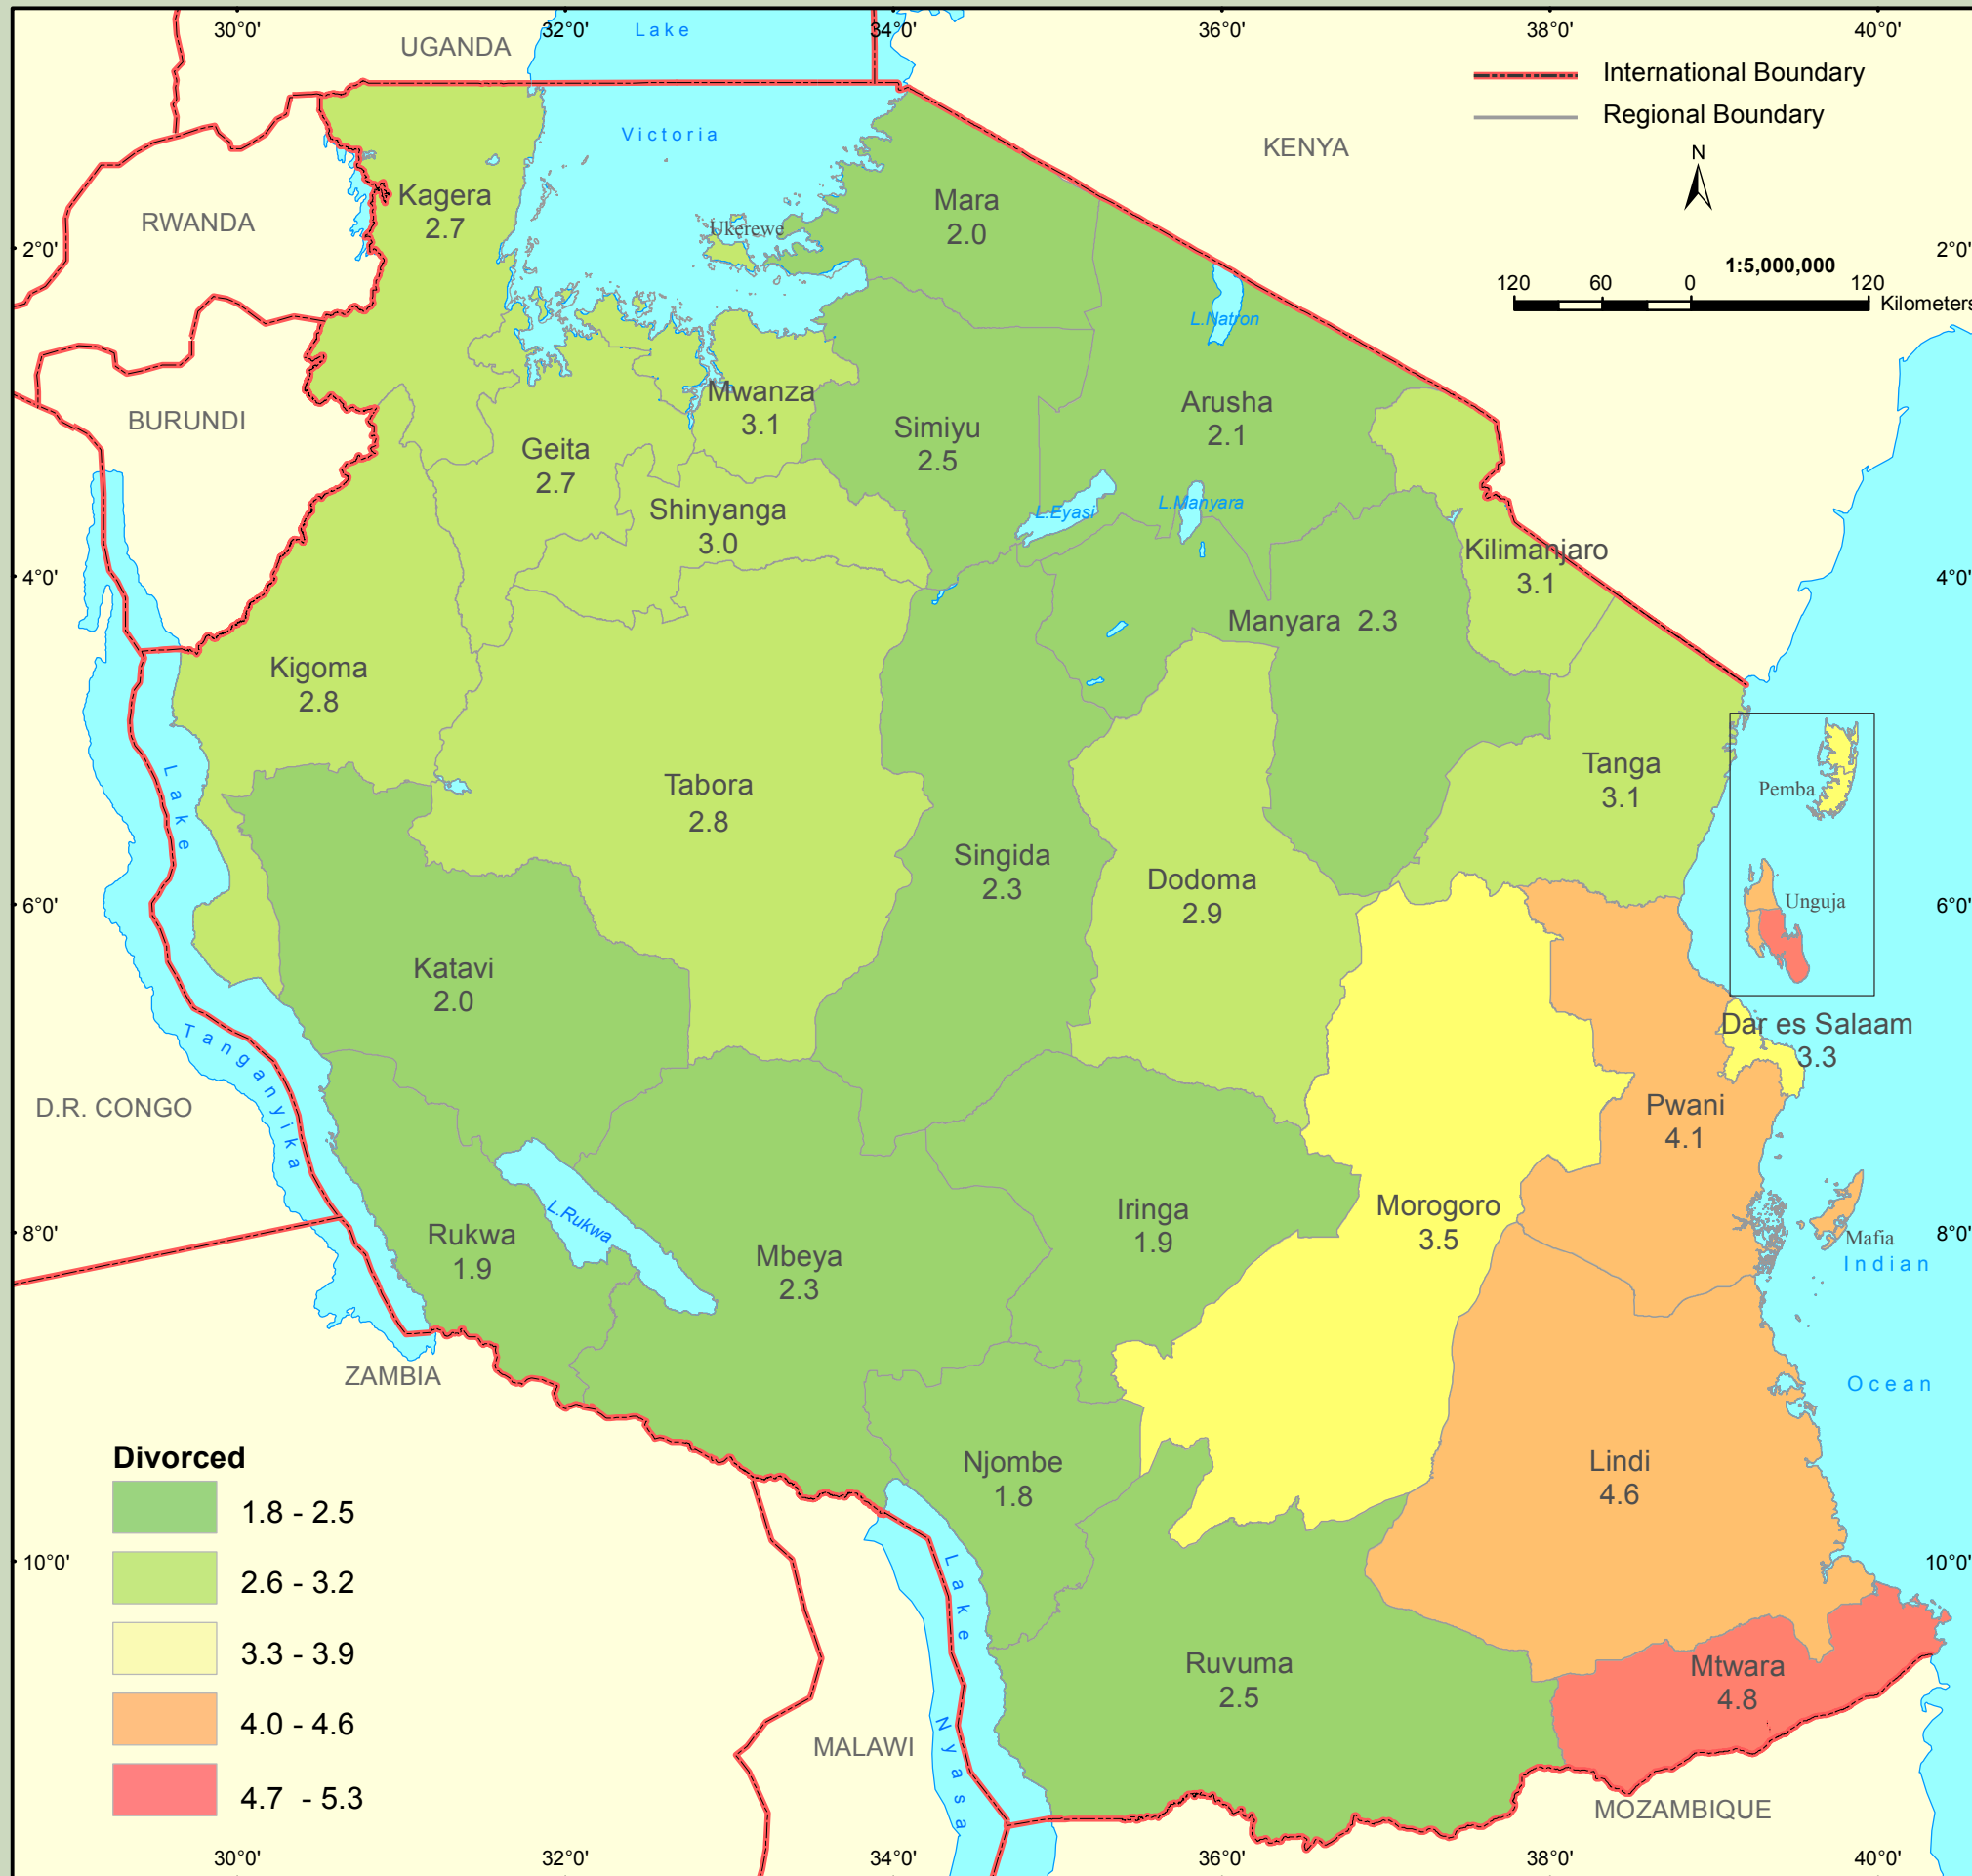 30°0'
32°0'
34°0'
36°0'
38°0'
40°0'
UGANDA
Lake
Victoria
KENYA
International Boundary
Regional Boundary
N
1:5,000,000
120 60 0 120
Kilometers
RWANDA
Kagera
2.7
Ukerewe
Mara
2.0
2°0'
2°0'
L.Natron
BURUNDI
Mwanza
3.1
Geita
2.7
Simiyu
2.5
Arusha
2.1
Shinyanga
3.0
L.Eyasi
L.Manyara
Kilimanjaro
3.1
4°0'
4°0'
Manyara 2.3
Kigoma
2.8
Tabora
2.8
Tanga
3.1
Pemba
Singida
2.3
Dodoma
2.9
Unguja
6°0'
6°0'
Katavi
2.0
Dar es Salaam
3.3
Lake
Tanganyika
D.R. CONGO
Pwani
4.1
Rukwa
1.9
L.Rukwa
Mbeya
2.3
Iringa
1.9
Morogoro
3.5
Mafia
8°0'
8°0'
Indian
Ocean
ZAMBIA
Njombe
1.8
Lindi
4.6
Divorced
1.8 - 2.5
2.6 - 3.2
3.3 - 3.9
4.0 - 4.6
4.7 - 5.3
10°0'
10°0'
Lake
Nyasa
Ruvuma
2.5
Mtwara
4.8
MALAWI
MOZAMBIQUE
30°0'
32°0'
34°0'
36°0'
38°0'
40°0'